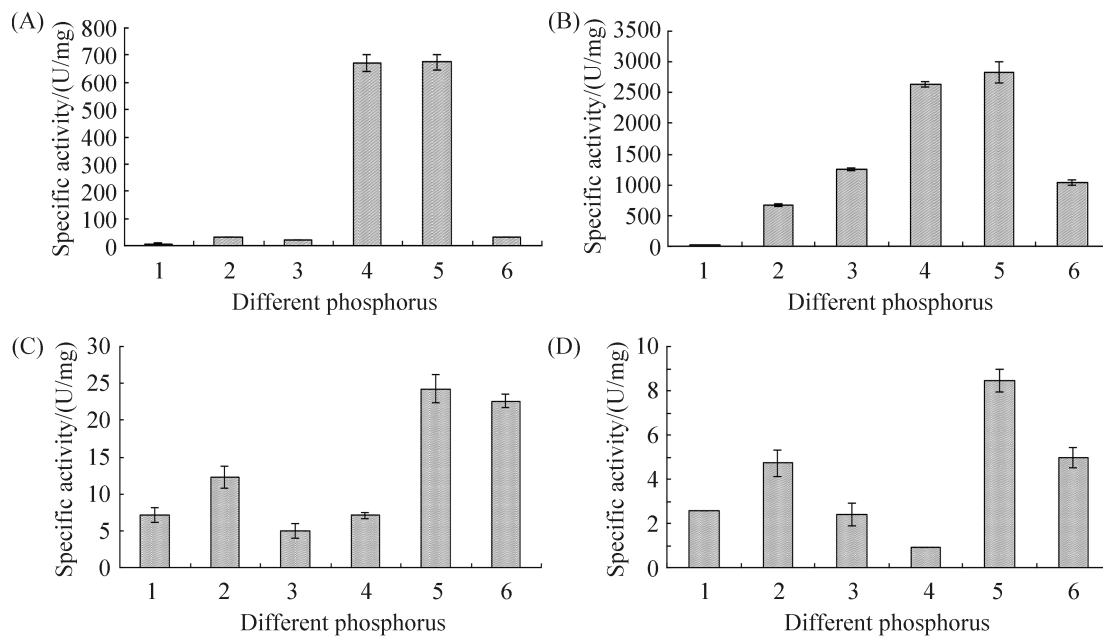 (A)
Specific activity/(U/mg)
800
700
600
500
400
300
200
100
0
1 2 3 4 5 6
Different phosphorus
(B)
Specific activity/(U/mg)
3500
3000
2500
2000
1500
1000
500
0
1 2 3 4 5 6
Different phosphorus
(C)
Specific activity/(U/mg)
30
25
20
15
10
5
0
1 2 3 4 5 6
Different phosphorus
(D)
Specific activity/(U/mg)
10
8
6
4
2
0
1 2 3 4 5 6
Different phosphorus